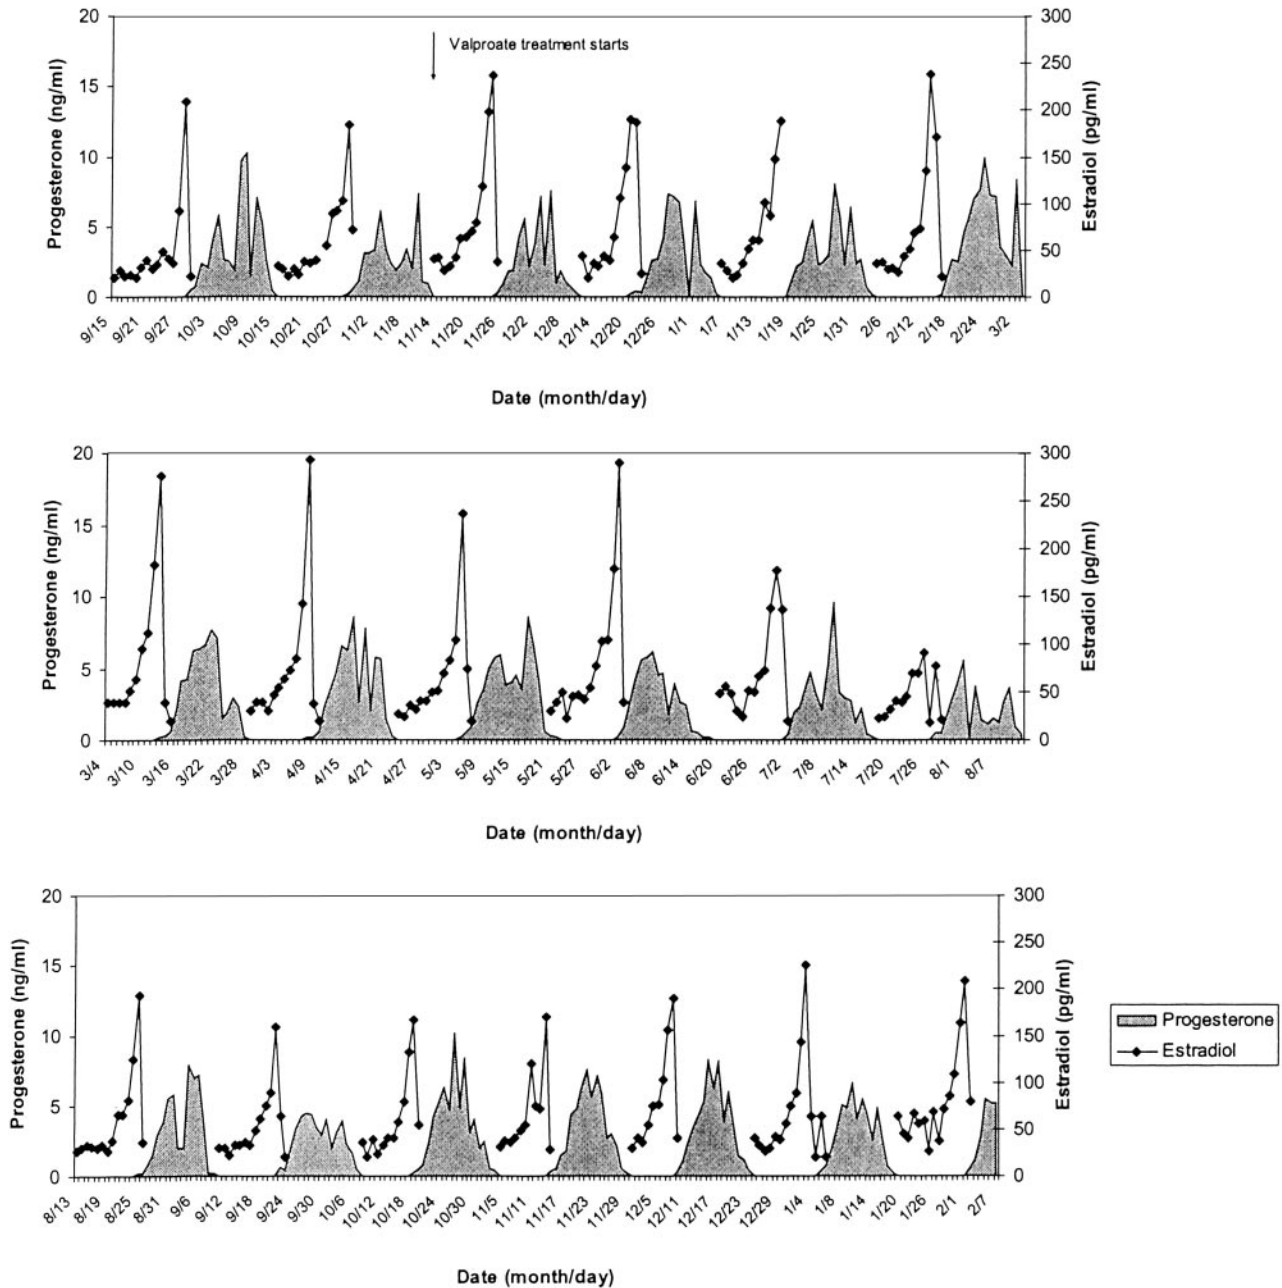 20
15
10
5
0
Progesterone (ng/ml)
Valproate treatment starts
300
250
200
150
100
50
0
Estradiol (pg/ml)
9/15 9/21 9/27 10/3 10/9 10/15 10/21 10/27 11/2 11/8 11/14 11/20 11/26 12/2 12/8 12/14 12/20 12/26 1/1 1/7 1/13 1/19 1/25 1/31 2/6 2/12 2/18 2/24 3/2
Date (month/day)
20
15
10
5
0
Progesterone (ng/ml)
300
250
200
150
100
50
0
Estradiol (pg/ml)
3/4 3/10 3/16 3/22 3/28 4/3 4/9 4/15 4/21 4/27 5/3 5/9 5/15 5/21 5/27 6/2 6/8 6/14 6/20 6/26 7/2 7/8 7/14 7/20 7/26 8/1 8/7
Date (month/day)
20
15
10
5
0
Progesterone (ng/ml)
300
250
200
150
100
50
0
Estradiol (pg/ml)
8/13 8/19 8/25 8/31 9/6 9/12 9/18 9/24 9/30 10/6 10/12 10/18 10/24 10/30 11/5 11/11 11/17 11/23 11/29 12/5 12/11 12/17 12/23 12/29 1/4 1/8 1/14 1/20 1/26 2/1 2/7
Date (month/day)
Progesterone
Estradiol